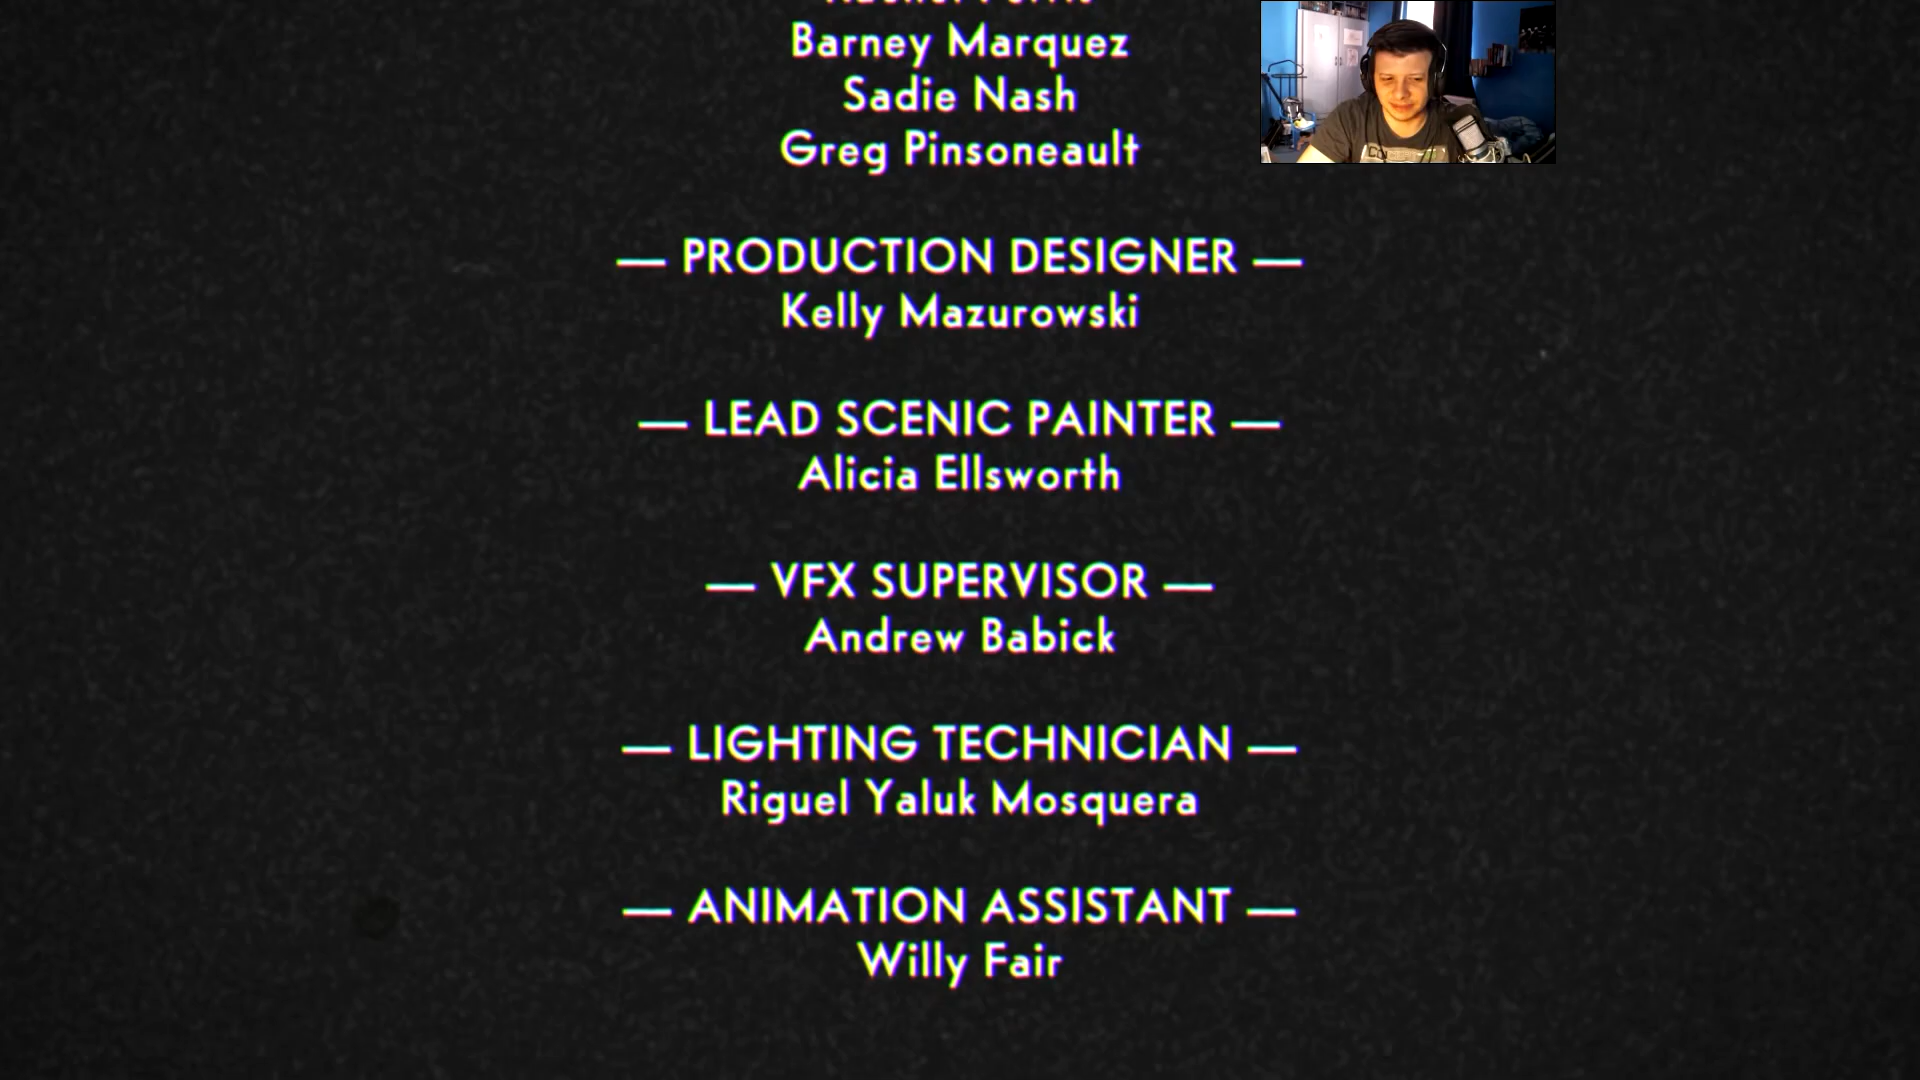 Barney Marquez
Sadie Nash
Greg Pinsoneault
— PRODUCTION DESIGNER —
Kelly Mazurowski
— LEAD SCENIC PAINTER —
Alicia Ellsworth
— VFX SUPERVISOR —
Andrew Babick
— LIGHTING TECHNICIAN —
Riguel Yaluk Mosquera
— ANIMATION ASSISTANT —
Willy Fair